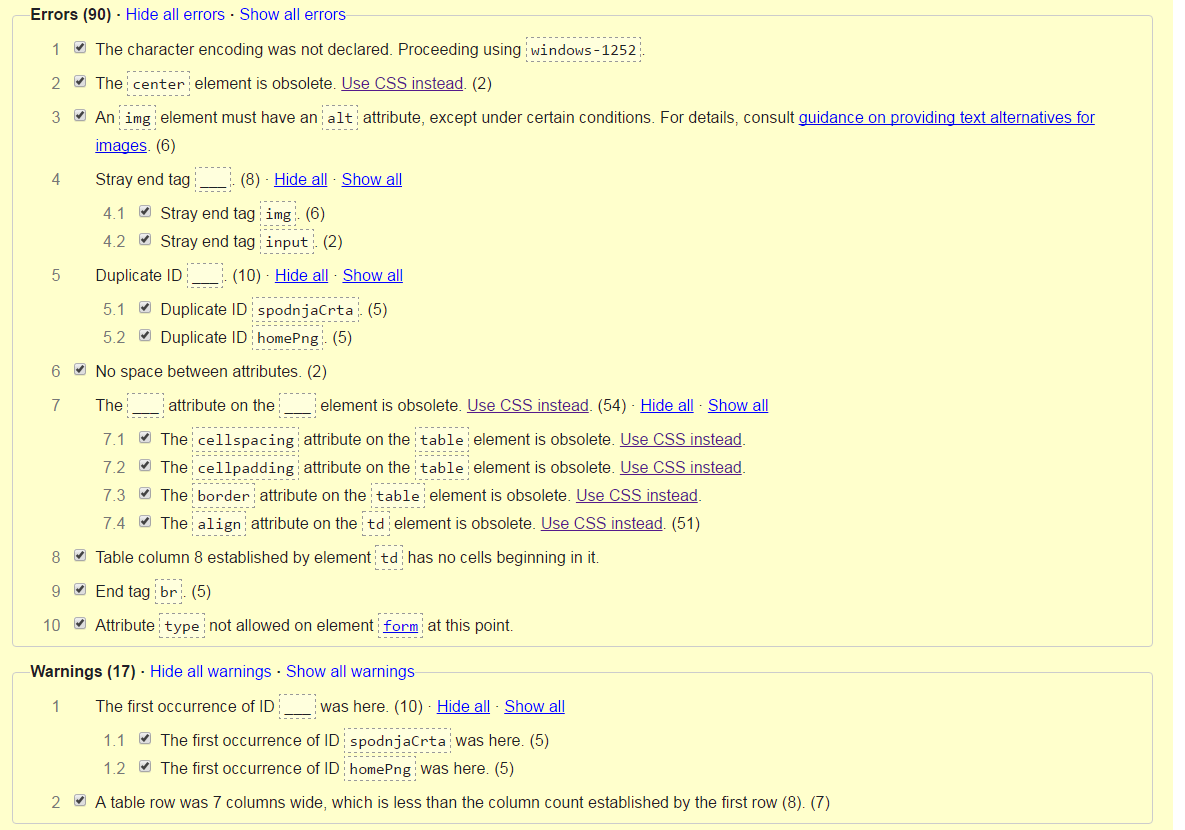 Errors (90) · Hide all errors · Show all errors
1 The character encoding was not declared. Proceeding using windows-1252.
2 The center element is obsolete. Use CSS instead. (2)
3 An img element must have an alt attribute, except under certain conditions. For details, consult guidance on providing text alternatives for
images. (6)
4 Stray end tag ___. (8) · Hide all · Show all
4.1 Stray end tag img. (6)
4.2 Stray end tag input. (2)
5 Duplicate ID ___. (10) · Hide all · Show all
5.1 Duplicate ID spodnjaCrta. (5)
5.2 Duplicate ID homePng. (5)
6 No space between attributes. (2)
7 The ___ attribute on the ___ element is obsolete. Use CSS instead. (54) · Hide all · Show all
7.1 The cellspacing attribute on the table element is obsolete. Use CSS instead.
7.2 The cellpadding attribute on the table element is obsolete. Use CSS instead.
7.3 The border attribute on the table element is obsolete. Use CSS instead.
7.4 The align attribute on the td element is obsolete. Use CSS instead. (51)
8 Table column 8 established by element td has no cells beginning in it.
9 End tag br. (5)
10 Attribute type not allowed on element form at this point.
Warnings (17) · Hide all warnings · Show all warnings
1 The first occurrence of ID ___ was here. (10) · Hide all · Show all
1.1 The first occurrence of ID spodnjaCrta was here. (5)
1.2 The first occurrence of ID homePng was here. (5)
2 A table row was 7 columns wide, which is less than the column count established by the first row (8). (7)